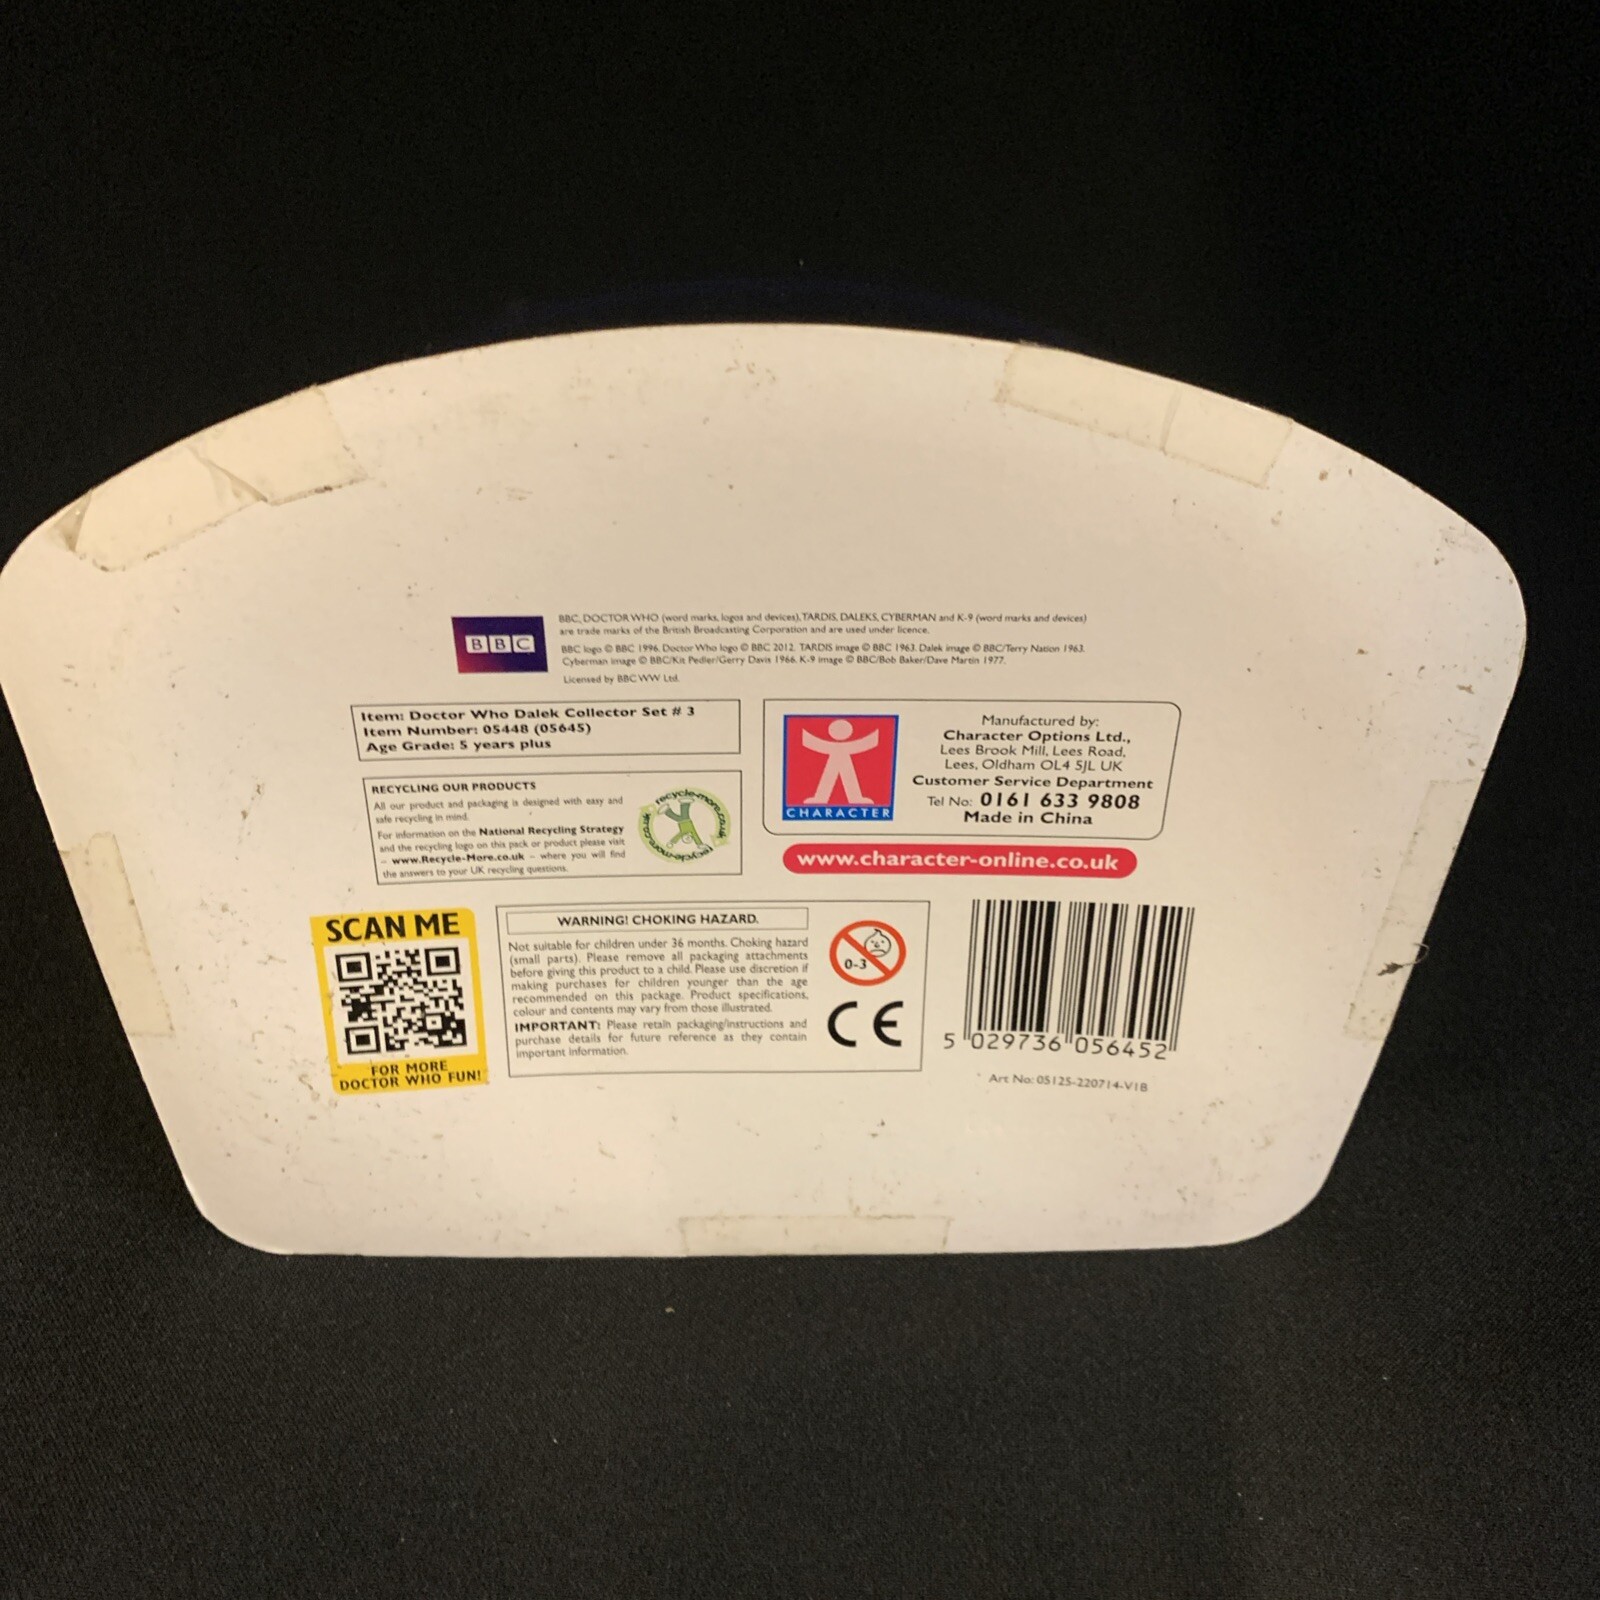 BBC
BBC, DOCTOR WHO (word marks, logos and devices), TARDIS, DALEKS, CYBERMAN and K-9 (word marks and devices)
are trade marks of the British Broadcasting Corporation and are used under licence.
BBC logo © BBC 1996. Doctor Who logo © BBC 2012. TARDIS image © BBC 1963. Dalek image © BBC/Terry Nation 1963.
Cyberman image © BBC/Kit Pedler/Gerry Davis 1966. K-9 image © BBC/Bob Baker/Dave Martin 1977.
Licensed by BBC WW Ltd.
Item: Doctor Who Dalek Collector Set # 3
Item Number: 05448 (05645)
Age Grade: 5 years plus
RECYCLING OUR PRODUCTS
All our product and packaging is designed with easy and
safe recycling in mind.
For information on the National Recycling Strategy
and the recycling logo on this pack or product please visit
- www.Recycle-More.co.uk - where you will find
the answers to your UK recycling questions.
recycle-more.co.uk
recycle-more.co.uk
CHARACTER
Manufactured by:
Character Options Ltd.,
Lees Brook Mill, Lees Road,
Lees, Oldham OL4 5JL UK
Customer Service Department
Tel No: 0161 633 9808
Made in China
www.character-online.co.uk
SCAN ME
FOR MORE
DOCTOR WHO FUN!
WARNING! CHOKING HAZARD.
Not suitable for children under 36 months. Choking hazard
(small parts). Please remove all packaging attachments
before giving this product to a child. Please use discretion if
making purchases for children younger than the age
recommended on this package. Product specifications,
colour and contents may vary from those illustrated.
IMPORTANT: Please retain packaging/instructions and
purchase details for future reference as they contain
important information.
0-3
CE
5 029736 056452
Art No: 05125-220714-V1B